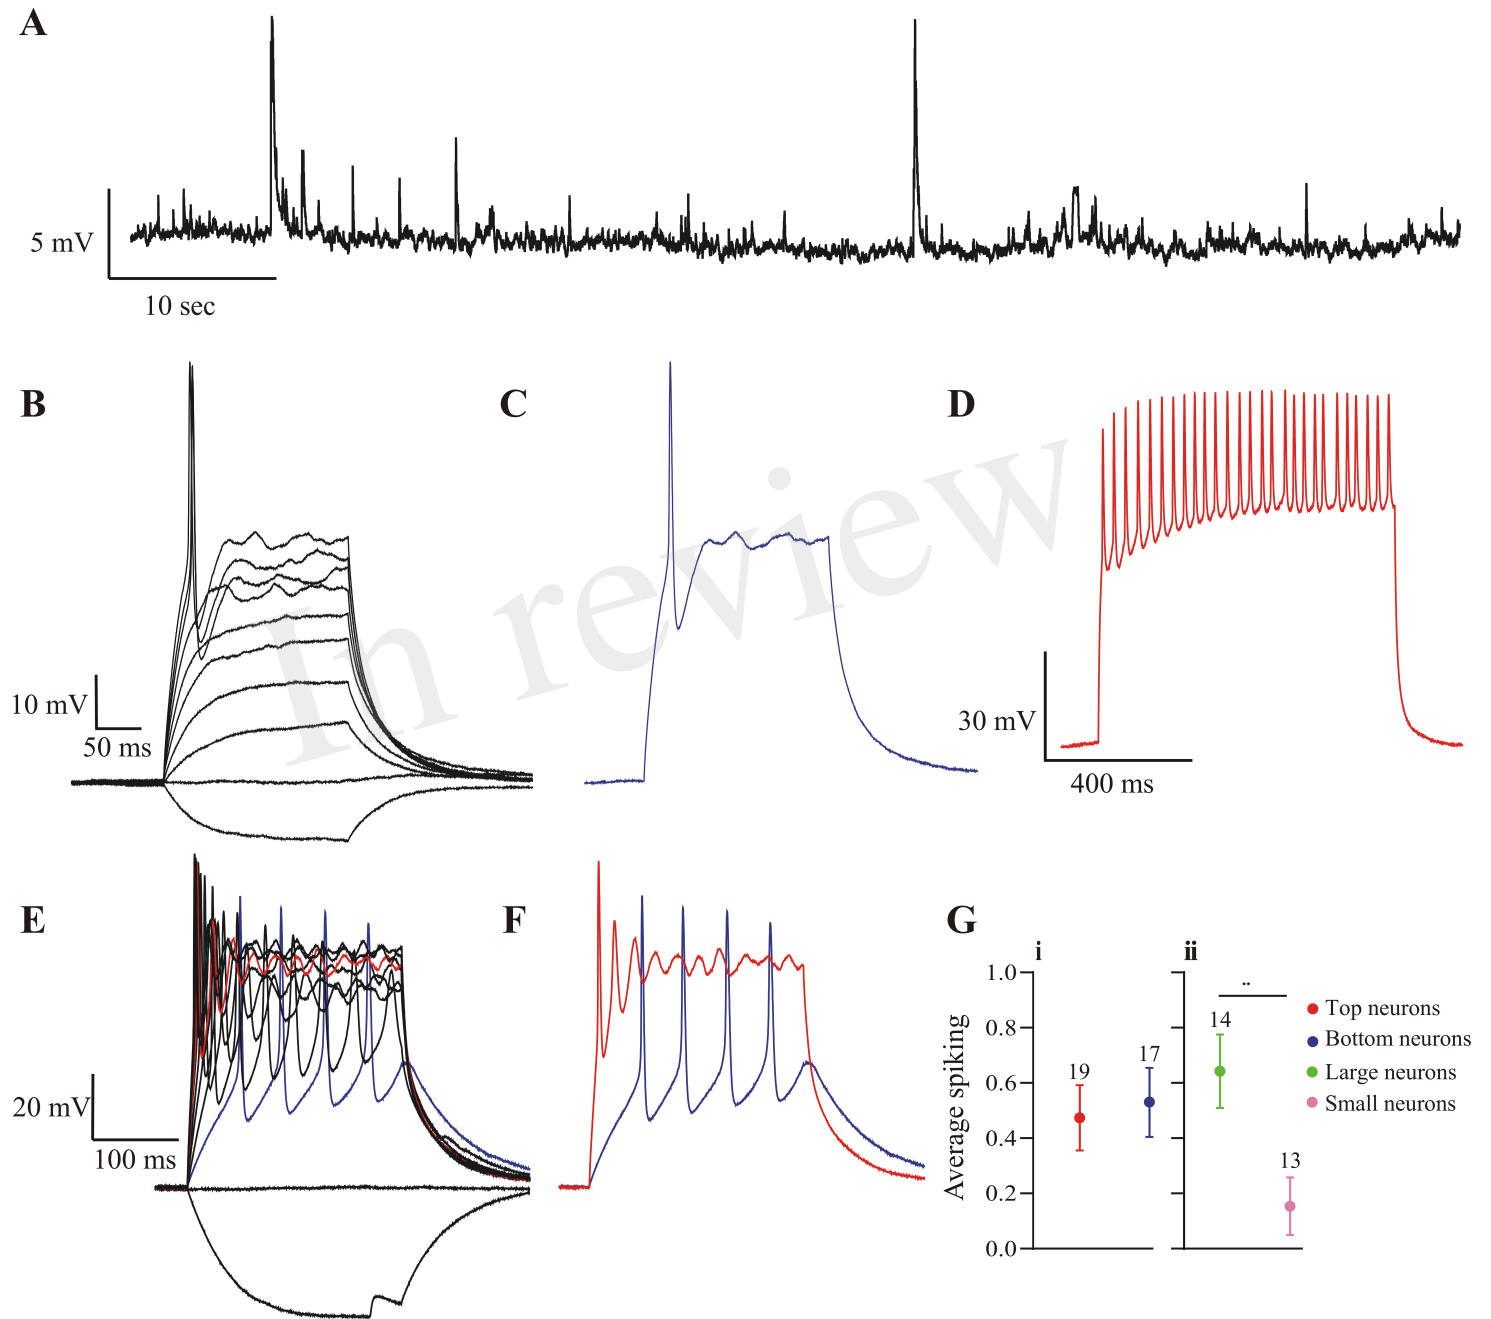 A
5 mV
10 sec
B
C
D
In review
10 mV
50 ms
30 mV
400 ms
E
F
G
20 mV
100 ms
i
ii
Average spiking
1.0
0.8
0.6
0.4
0.2
0.0
19
17
14
13
..
Top neurons
Bottom neurons
Large neurons
Small neurons